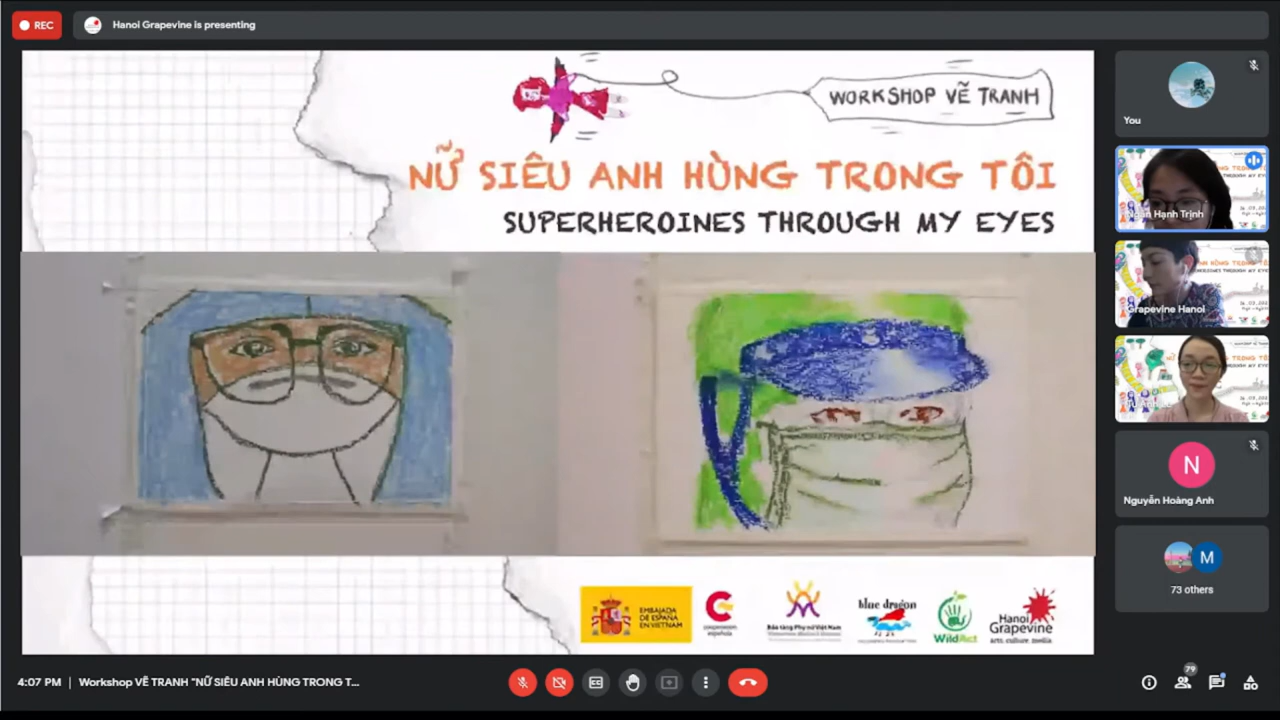 REC
Hanoi Grapevine is presenting
WORKSHOP VẼ TRANH
NỮ SIÊU ANH HÙNG TRONG TÔI
SUPERHEROINES THROUGH MY EYES
EMBAJADA
DE ESPAÑA
EN VIETNAM
cooperación
española
Bảo tàng Phụ nữ Việt Nam
blue dragon
WildAct
Hanoi
Grapevine
arts. culture. media
You
Ngân Hạnh Trịnh
Grapevine Hanoi
N
Nguyễn Hoàng Anh
M
73 others
4:07 PM | Workshop VẼ TRANH "NỮ SIÊU ANH HÙNG TRONG T...
79